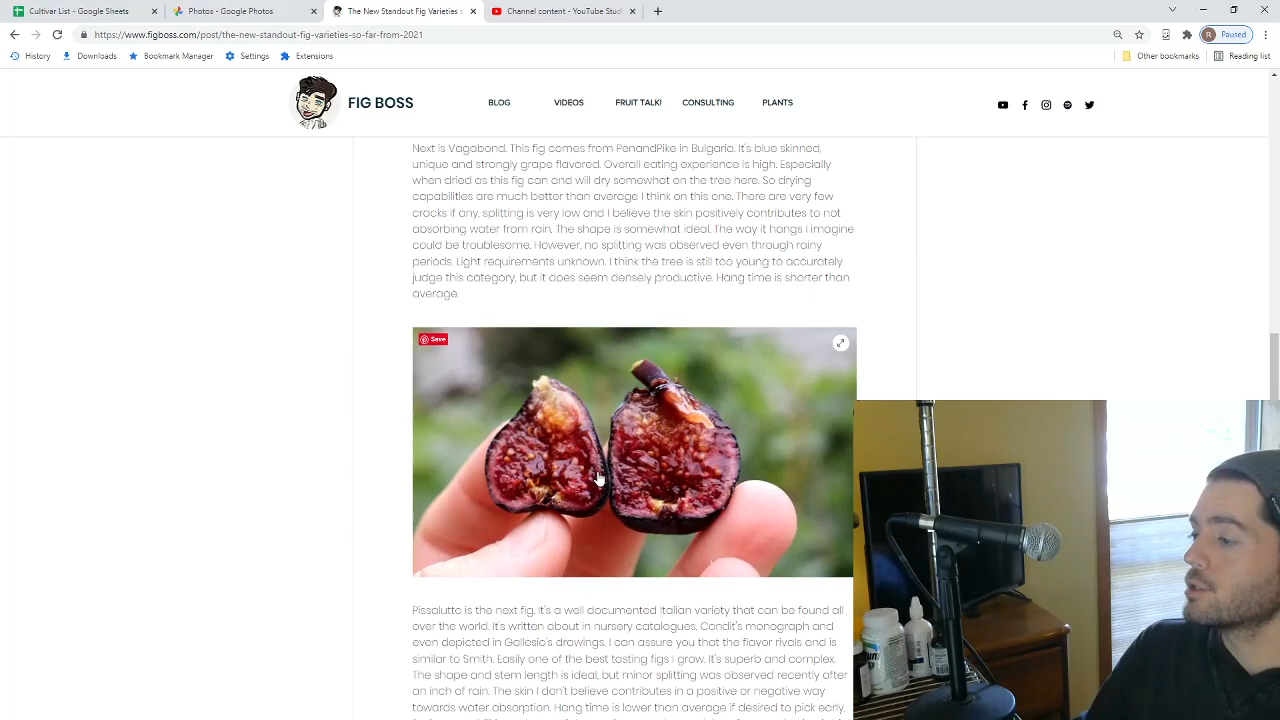 Cultivar List - Google Sheets
Photos - Google Photos
The New Standout Fig Varieties s
Channel content - YouTube Stud
https://www.figboss.com/post/the-new-standout-fig-varieties-so-far-from-2021
Paused
History
Downloads
Bookmark Manager
Settings
Extensions
Other bookmarks
Reading list
FIG BOSS
BLOG
VIDEOS
FRUIT TALK!
CONSULTING
PLANTS
Next is Vagabond. This fig comes from PenandPike in Bulgaria. It's blue skinned,
unique and strongly grape flavored. Overall eating experience is high. Especially
when dried as this fig can and will dry somewhat on the tree here. So drying
capabilities are much better than average I think on this one. There are very few
cracks if any, splitting is very low and I believe the skin positively contributes to not
absorbing water from rain. The shape is somewhat ideal. The way it hangs I imagine
could be troublesome. However, no splitting was observed even through rainy
periods. Light requirements unknown. I think the tree is still too young to accurately
judge this category, but it does seem densely productive. Hang time is shorter than
average.
Save
Pissalutto is the next fig. It's a well documented Italian variety that can be found all
over the world. It's written about in nursery catalogues, Condit's monograph and
even depicted in Gallesio's drawings. I can assure you that the flavor rivals and is
similar to Smith. Easily one of the best tasting figs I grow. It's superb and complex.
The shape and stem length is ideal, but minor splitting was observed recently after
an inch of rain. The skin I don't believe contributes in a positive or negative way
towards water absorption. Hang time is lower than average if desired to pick early.